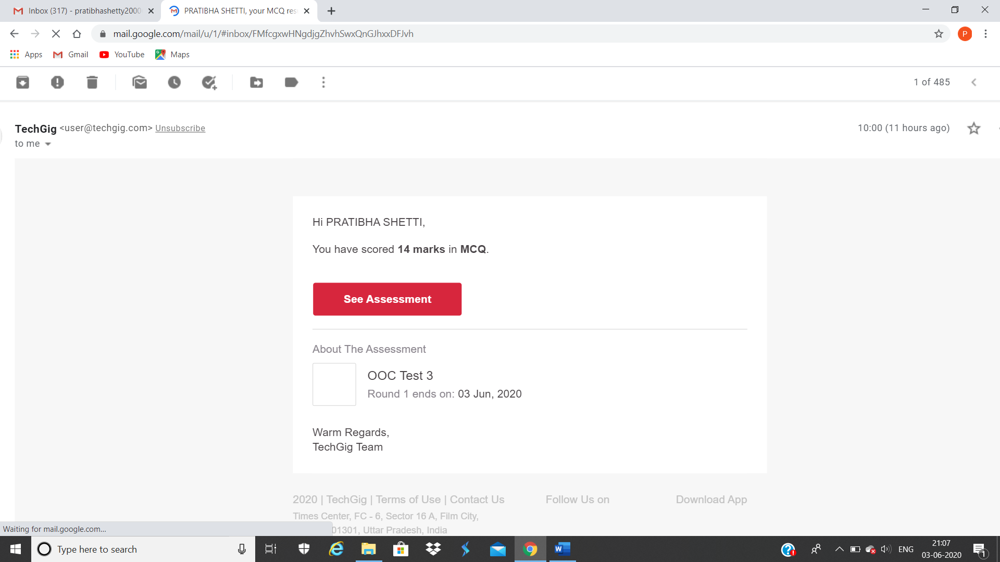 Inbox (317) - pratibhashetty2000
PRATIBHA SHETTI, your MCQ res
mail.google.com/mail/u/1/#inbox/FMfcgxwHNgdjgZhvhSwxQnGJhxxDFJvh
P
Apps Gmail YouTube Maps
1 of 485
TechGig <user@techgig.com> Unsubscribe
10:00 (11 hours ago)
to me
Hi PRATIBHA SHETTI,
You have scored 14 marks in MCQ.
See Assessment
About The Assessment
OOC Test 3
Round 1 ends on: 03 Jun, 2020
Warm Regards,
TechGig Team
2020 | TechGig | Terms of Use | Contact Us
Follow Us on
Download App
Times Center, FC - 6, Sector 16 A, Film City,
01301, Uttar Pradesh, India
Waiting for mail.google.com...
Type here to search
ENG
21:07
03-06-2020
1